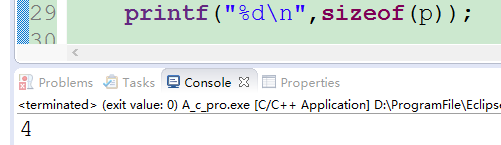 29 printf("%d\n",sizeof(p));
30
Problems Tasks Console Properties
<terminated> (exit value: 0) A_c_pro.exe [C/C++ Application] D:\ProgramFile\Eclips
4